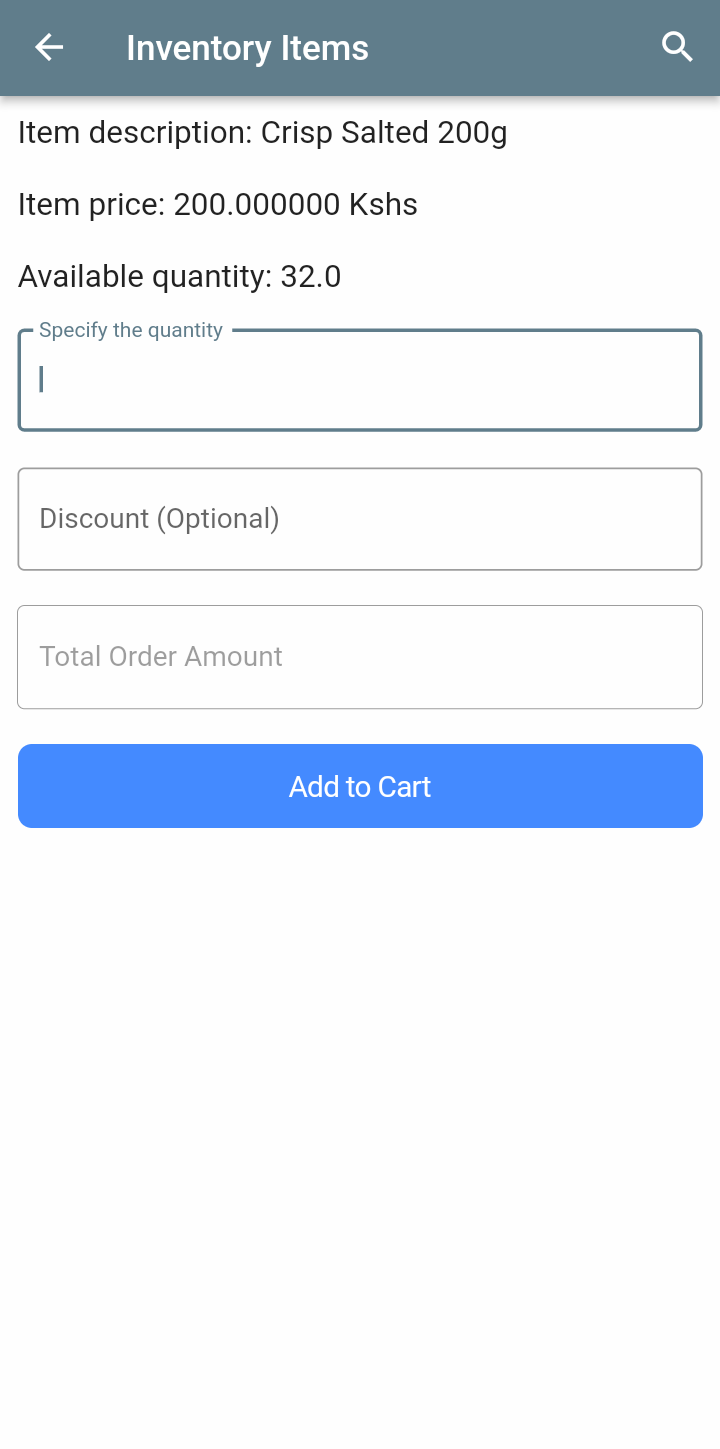 Inventory Items
Item description: Crisp Salted 200g
Item price: 200.000000 Kshs
Available quantity: 32.0
Specify the quantity
Discount (Optional)
Total Order Amount
Add to Cart